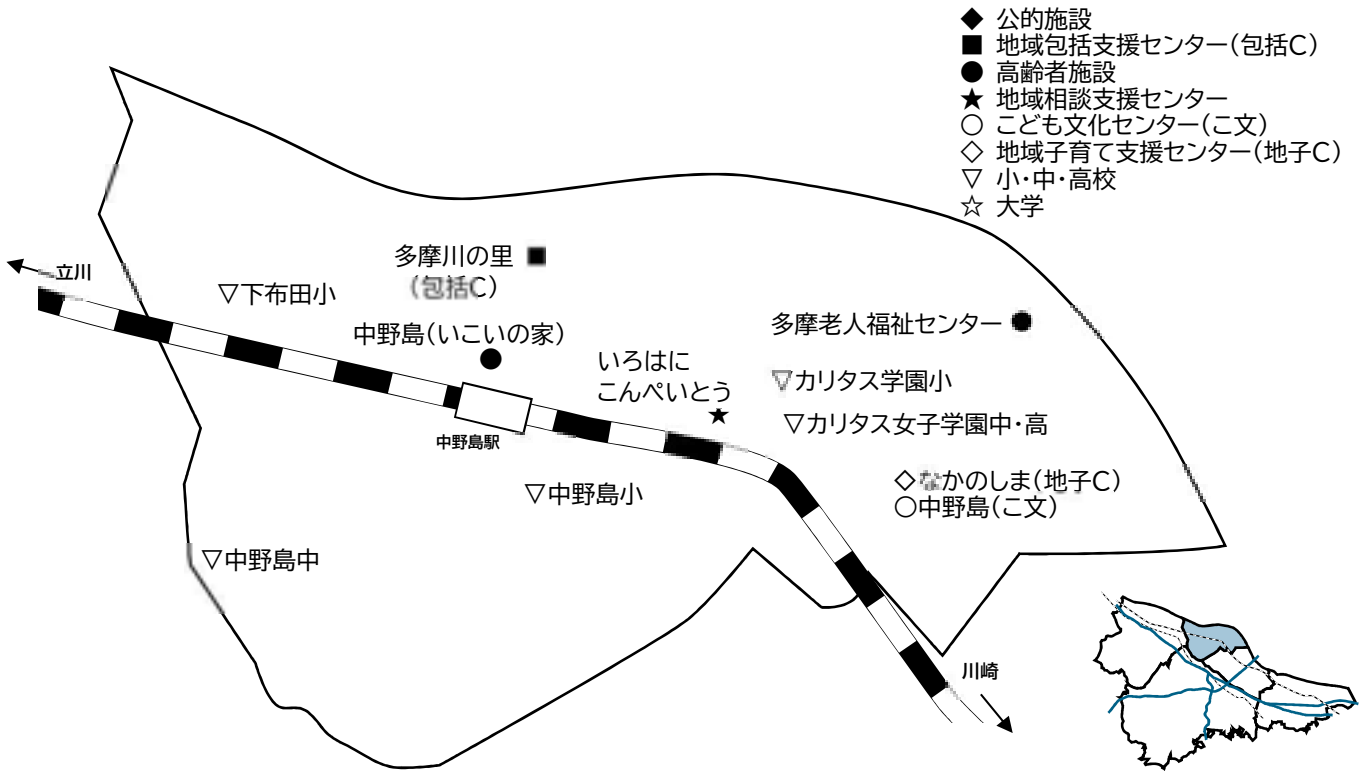 ◆ 公的施設
■ 地域包括支援センター(包括C)
● 高齢者施設
★ 地域相談支援センター
○ こども文化センター(こ文)
◇ 地域子育て支援センター(地子C)
▽ 小・中・高校
☆ 大学
多摩川の里 ■
(包括C)
立川
▽下布田小
中野島(いこいの家)
●
多摩老人福祉センター ●
いろはに
こんぺいとう
★
▽カリタス学園小
▽カリタス女子学園中・高
中野島駅
◇なかのしま(地子C)
○中野島(こ文)
▽中野島小
▽中野島中
川崎